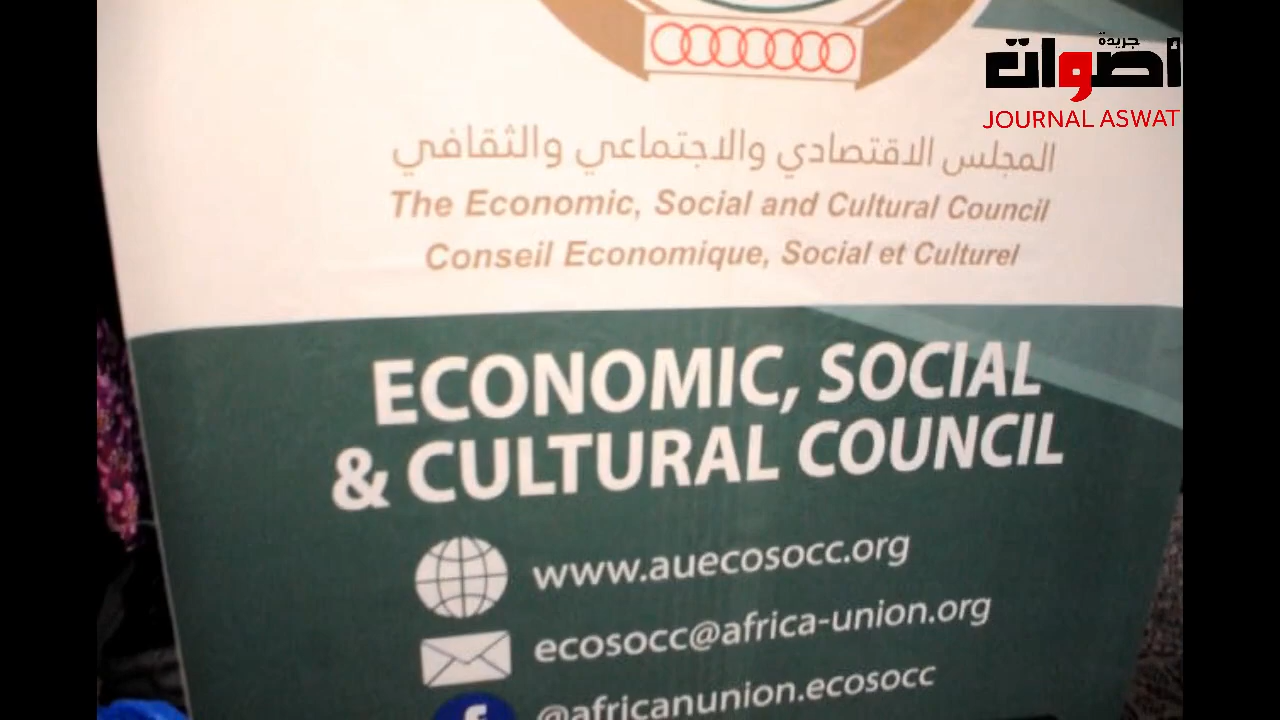 جريدة
أصوات
JOURNAL ASWAT
المجلس الاقتصادي والاجتماعي والثقافي
The Economic, Social and Cultural Council
Conseil Economique, Social et Culturel
ECONOMIC, SOCIAL
& CULTURAL COUNCIL
www.auecosocc.org
ecosocc@africa-union.org
@africanunion.ecosocc